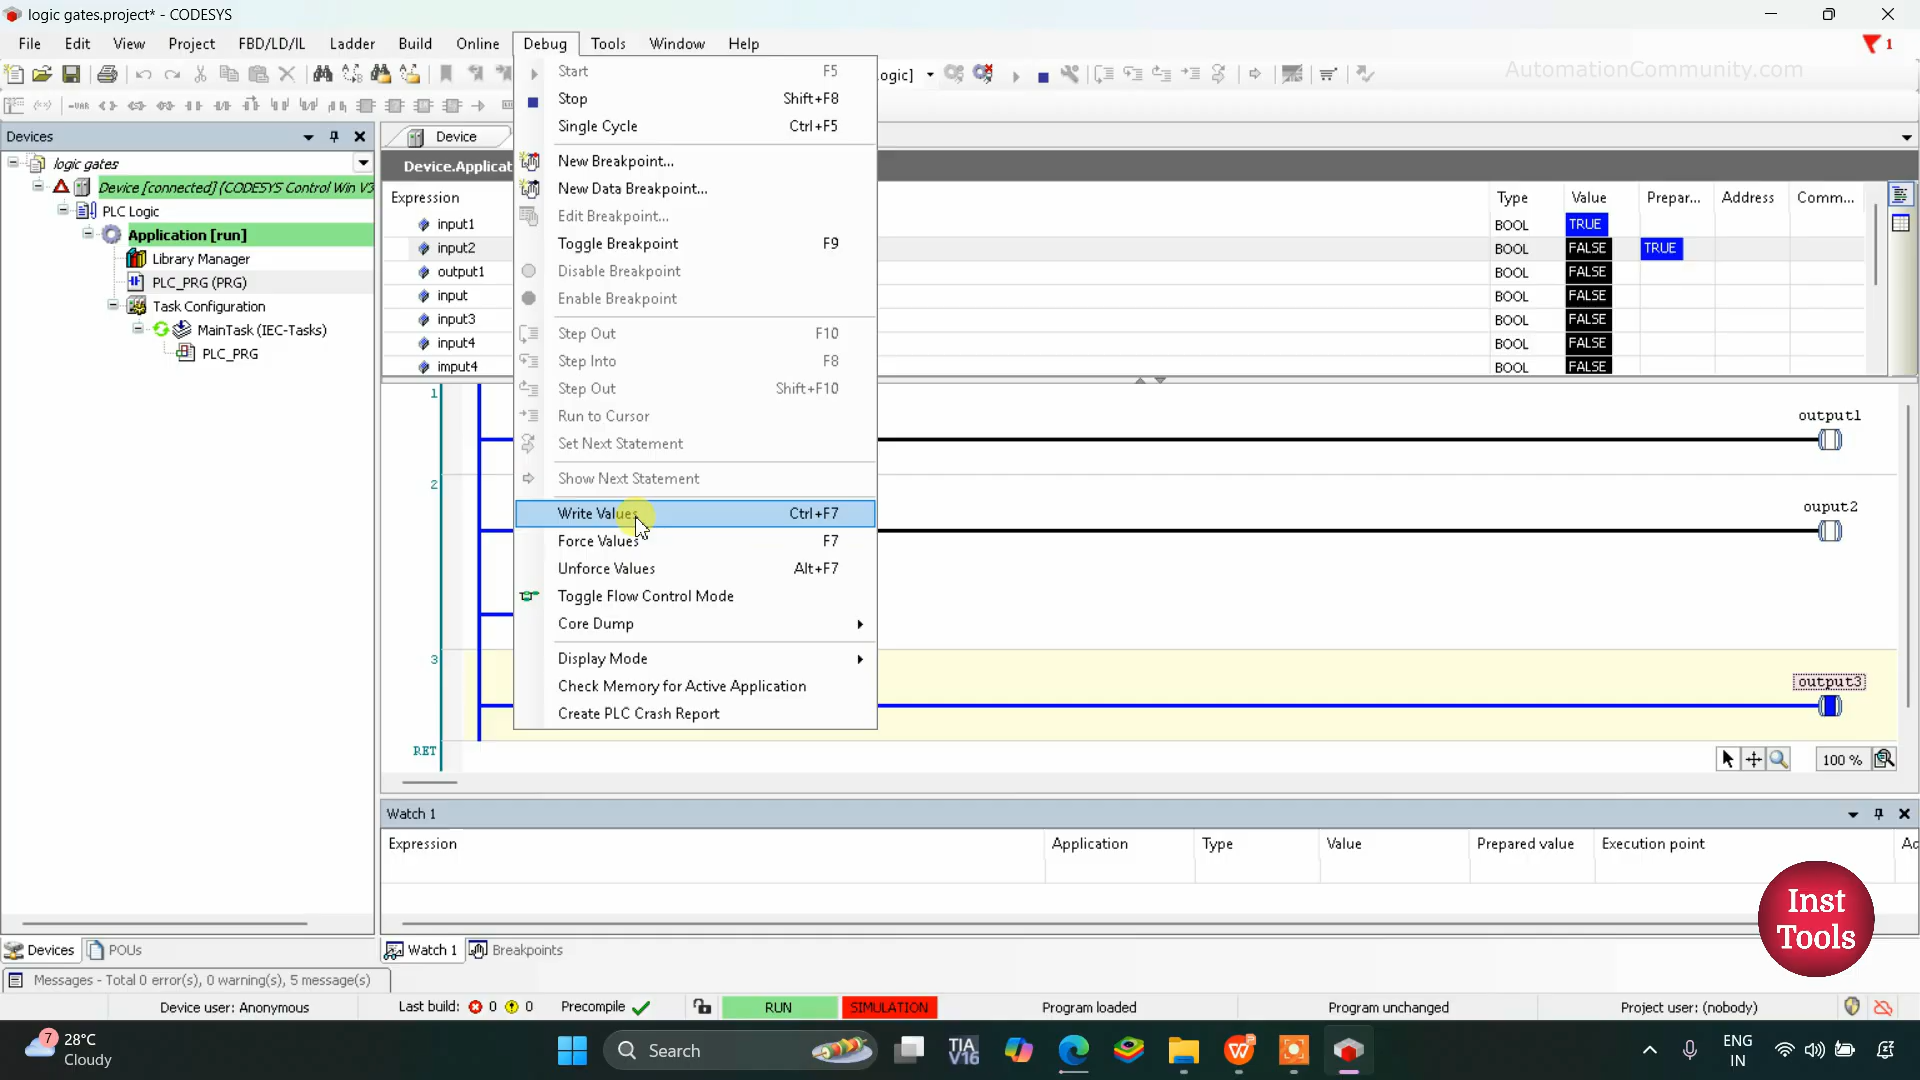 logic gates.project* - CODESYS
File Edit View Project FBD/LD/IL Ladder Build Online Debug Tools Window Help
1
ogic]
AutomationCommunity.com
Devices
logic gates
Device [connected] (CODESYS Control Win V3
PLC Logic
Application [run]
Library Manager
PLC_PRG (PRG)
Task Configuration
MainTask (IEC-Tasks)
PLC_PRG
Device
Device.Applicat
Expression Type Value Prepar... Address Comm...
input1 BOOL TRUE
input2 BOOL FALSE TRUE
output1 BOOL FALSE
input BOOL FALSE
input3 BOOL FALSE
input4 BOOL FALSE
imput4 BOOL FALSE
Start F5
Stop Shift+F8
Single Cycle Ctrl+F5
New Breakpoint...
New Data Breakpoint...
Edit Breakpoint...
Toggle Breakpoint F9
Disable Breakpoint
Enable Breakpoint
Step Out F10
Step Into F8
Step Out Shift+F10
Run to Cursor
Set Next Statement
Show Next Statement
Write Values Ctrl+F7
Force Values F7
Unforce Values Alt+F7
Toggle Flow Control Mode
Core Dump
Display Mode
Check Memory for Active Application
Create PLC Crash Report
1
output1
2
ouput2
3
output3
RET
100 %
Watch 1
Expression Application Type Value Prepared value Execution point Ad
Inst
Tools
Devices POUs
Watch 1 Breakpoints
Messages - Total 0 error(s), 0 warning(s), 5 message(s)
Device user: Anonymous Last build: 0 0 Precompile RUN SIMULATION Program loaded Program unchanged Project user: (nobody)
7
28°C
Cloudy
Search
TIA
V16
ENG
IN